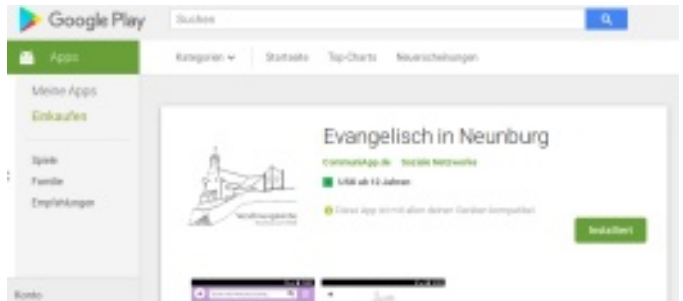 Google Play
Suchen
Apps
Kategorien
Startseite
Top-Charts
Neuerscheinungen
Meine Apps
Einkaufen
Spiele
Familie
Empfehlungen
Konto
Evangelisch in Neunburg
CommuniApp.de Soziale Netzwerke
USK ab 12 Jahren
Diese App ist mit allen deinen Geräten kompatibel.
Installiert
Versöhnungskirche